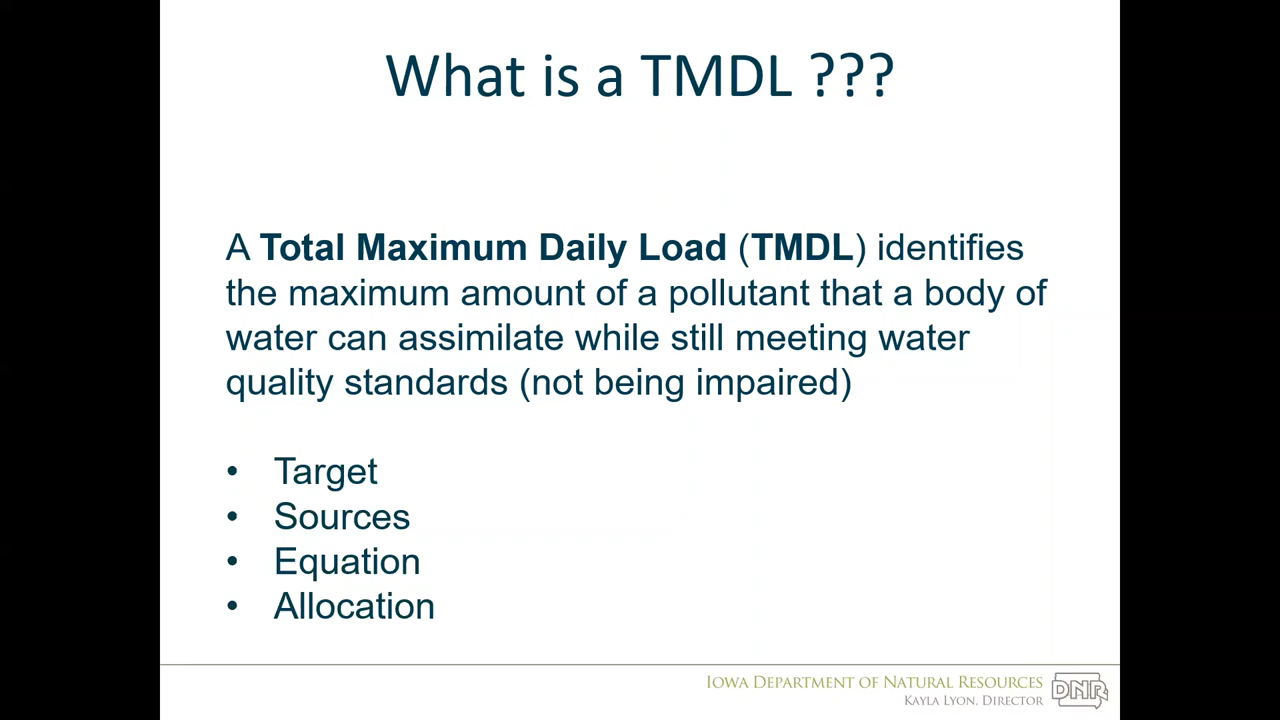 What is a TMDL ???
A Total Maximum Daily Load (TMDL) identifies
the maximum amount of a pollutant that a body of
water can assimilate while still meeting water
quality standards (not being impaired)
• Target
• Sources
• Equation
• Allocation
IOWA DEPARTMENT OF NATURAL RESOURCES
KAYLA LYON, DIRECTOR
DNR